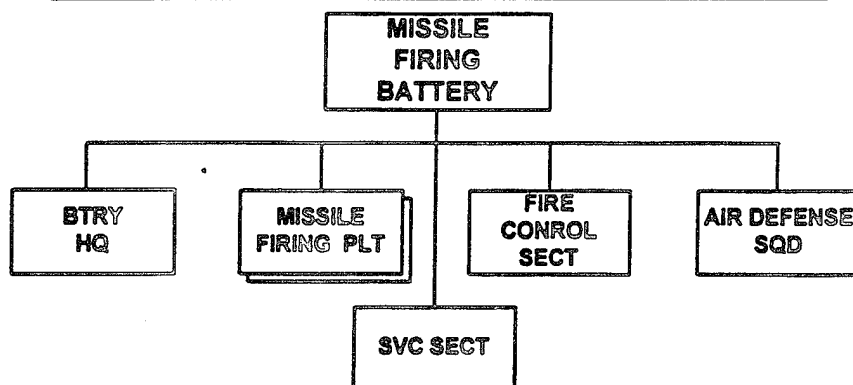 MISSILE
FIRING
BATTERY
BTRY
HQ
MISSILE
FIRING PLT
FIRE
CONROL
SECT
AIR DEFENSE
SQD
SVC SECT